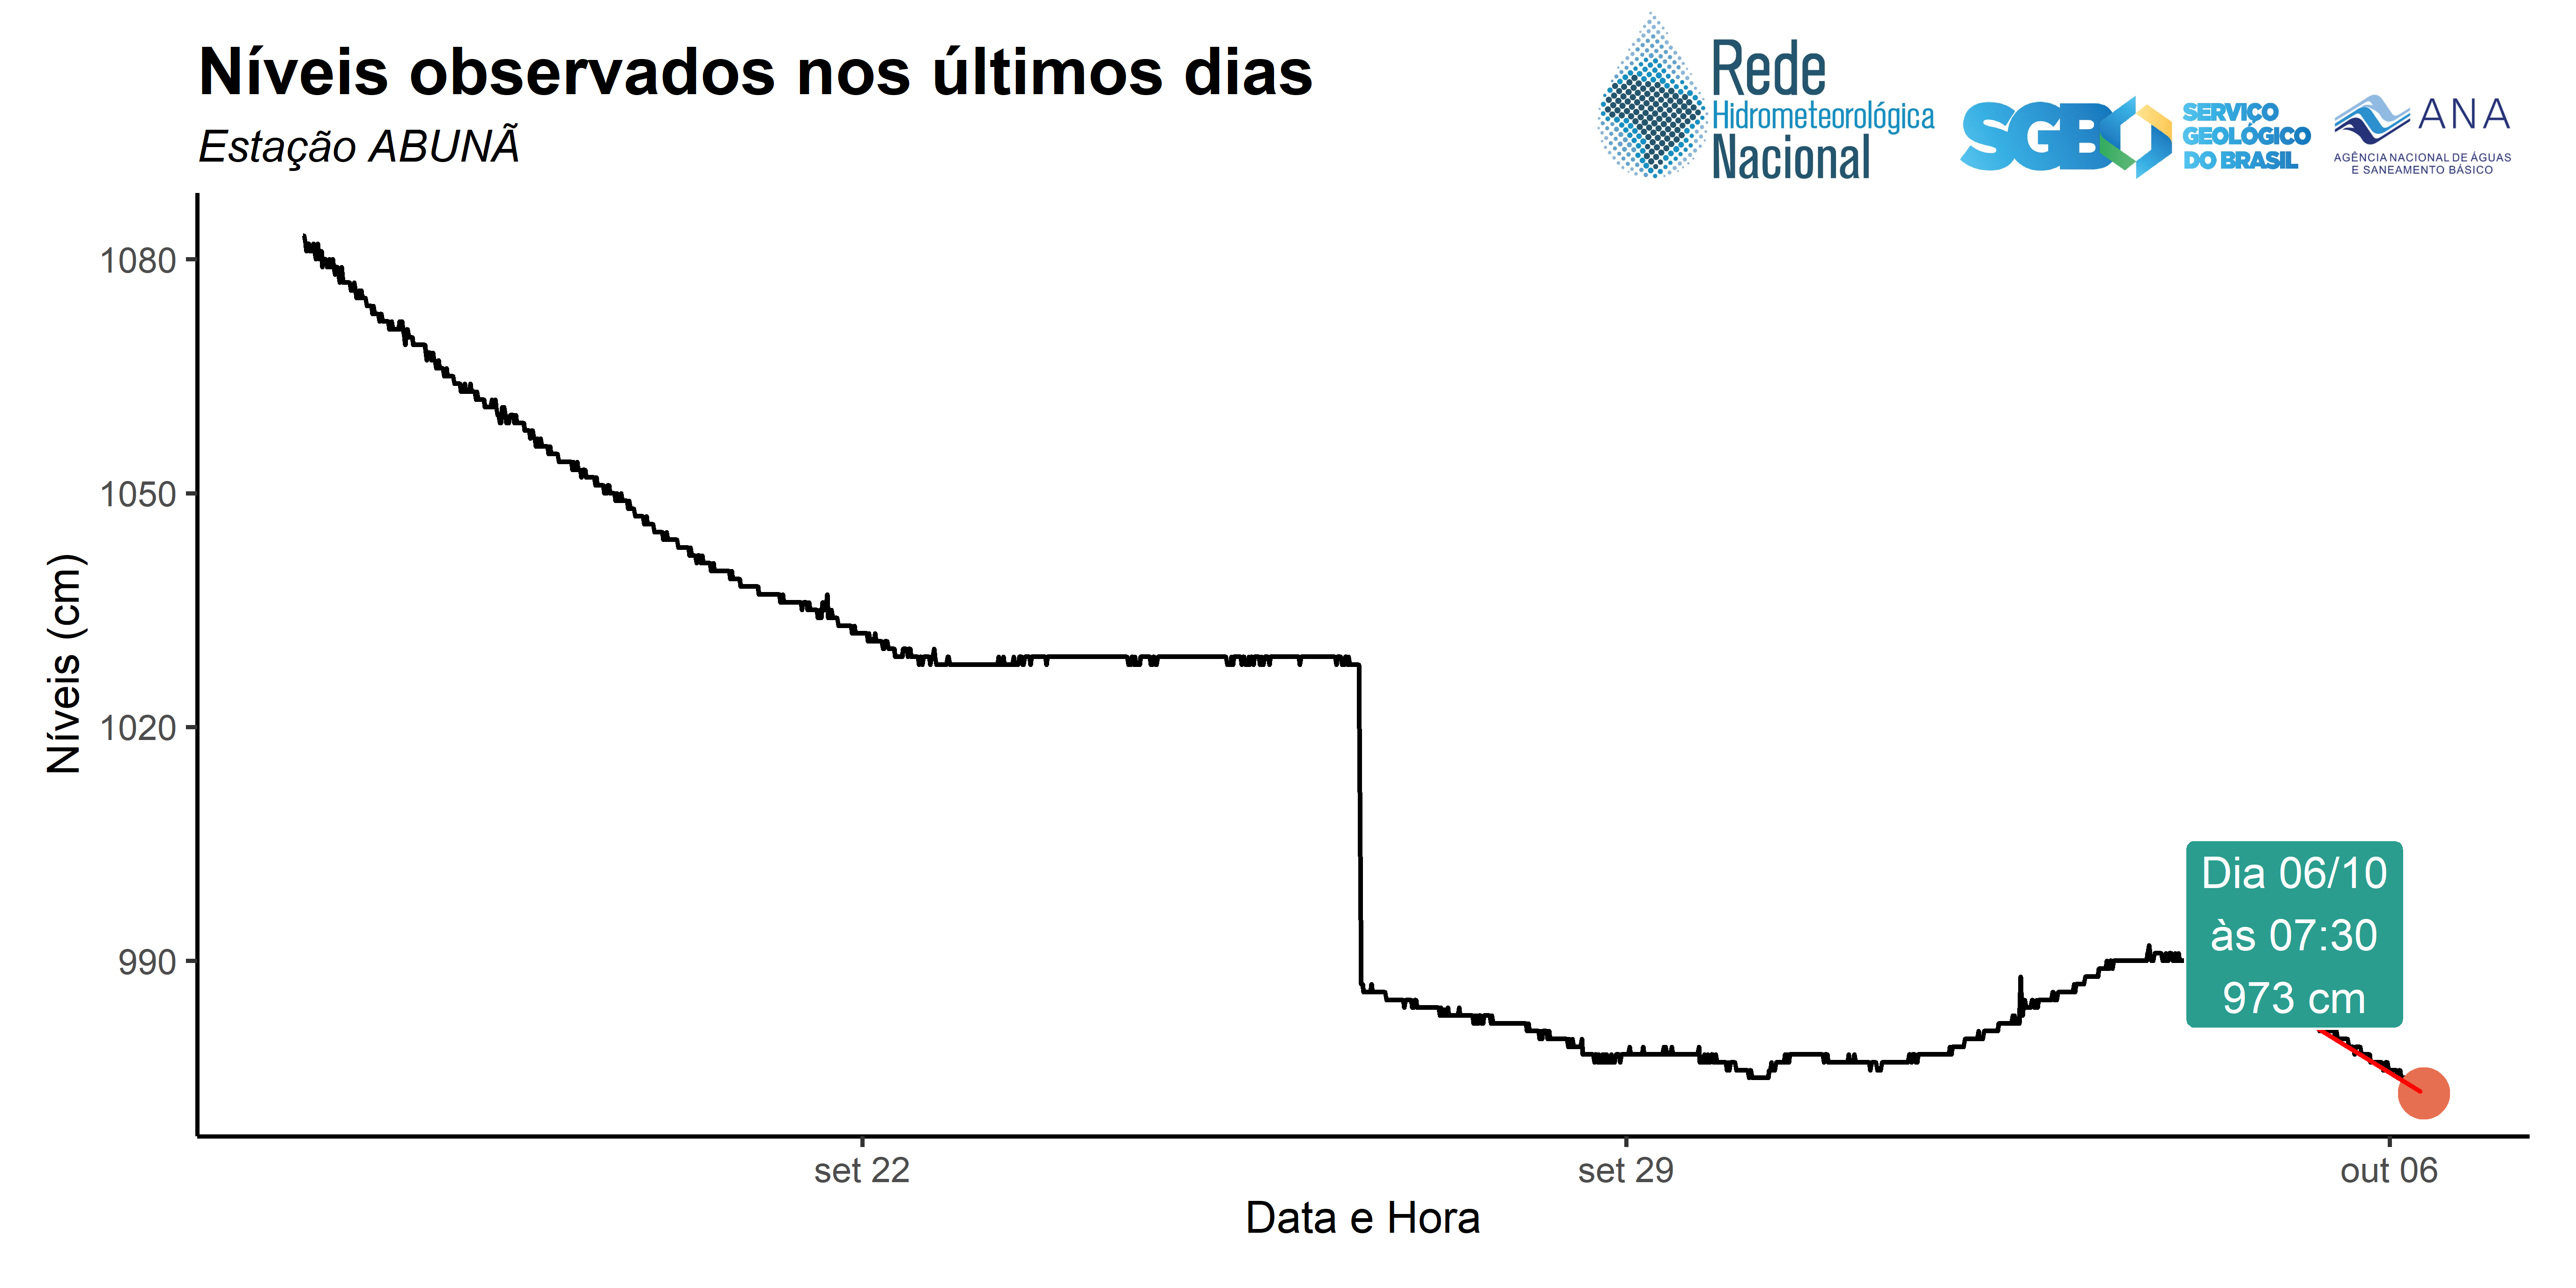 Níveis observados nos últimos dias
Estação ABUNÃ
Rede
Hidrometeorológica
Nacional
SGB
SERVIÇO
GEOLÓGICO
DO BRASIL
ANA
AGÊNCIA NACIONAL DE ÁGUAS
E SANEAMENTO BÁSICO
Níveis (cm)
1080
1050
1020
990
Dia 06/10
às 07:30
973 cm
set 22
set 29
out 06
Data e Hora